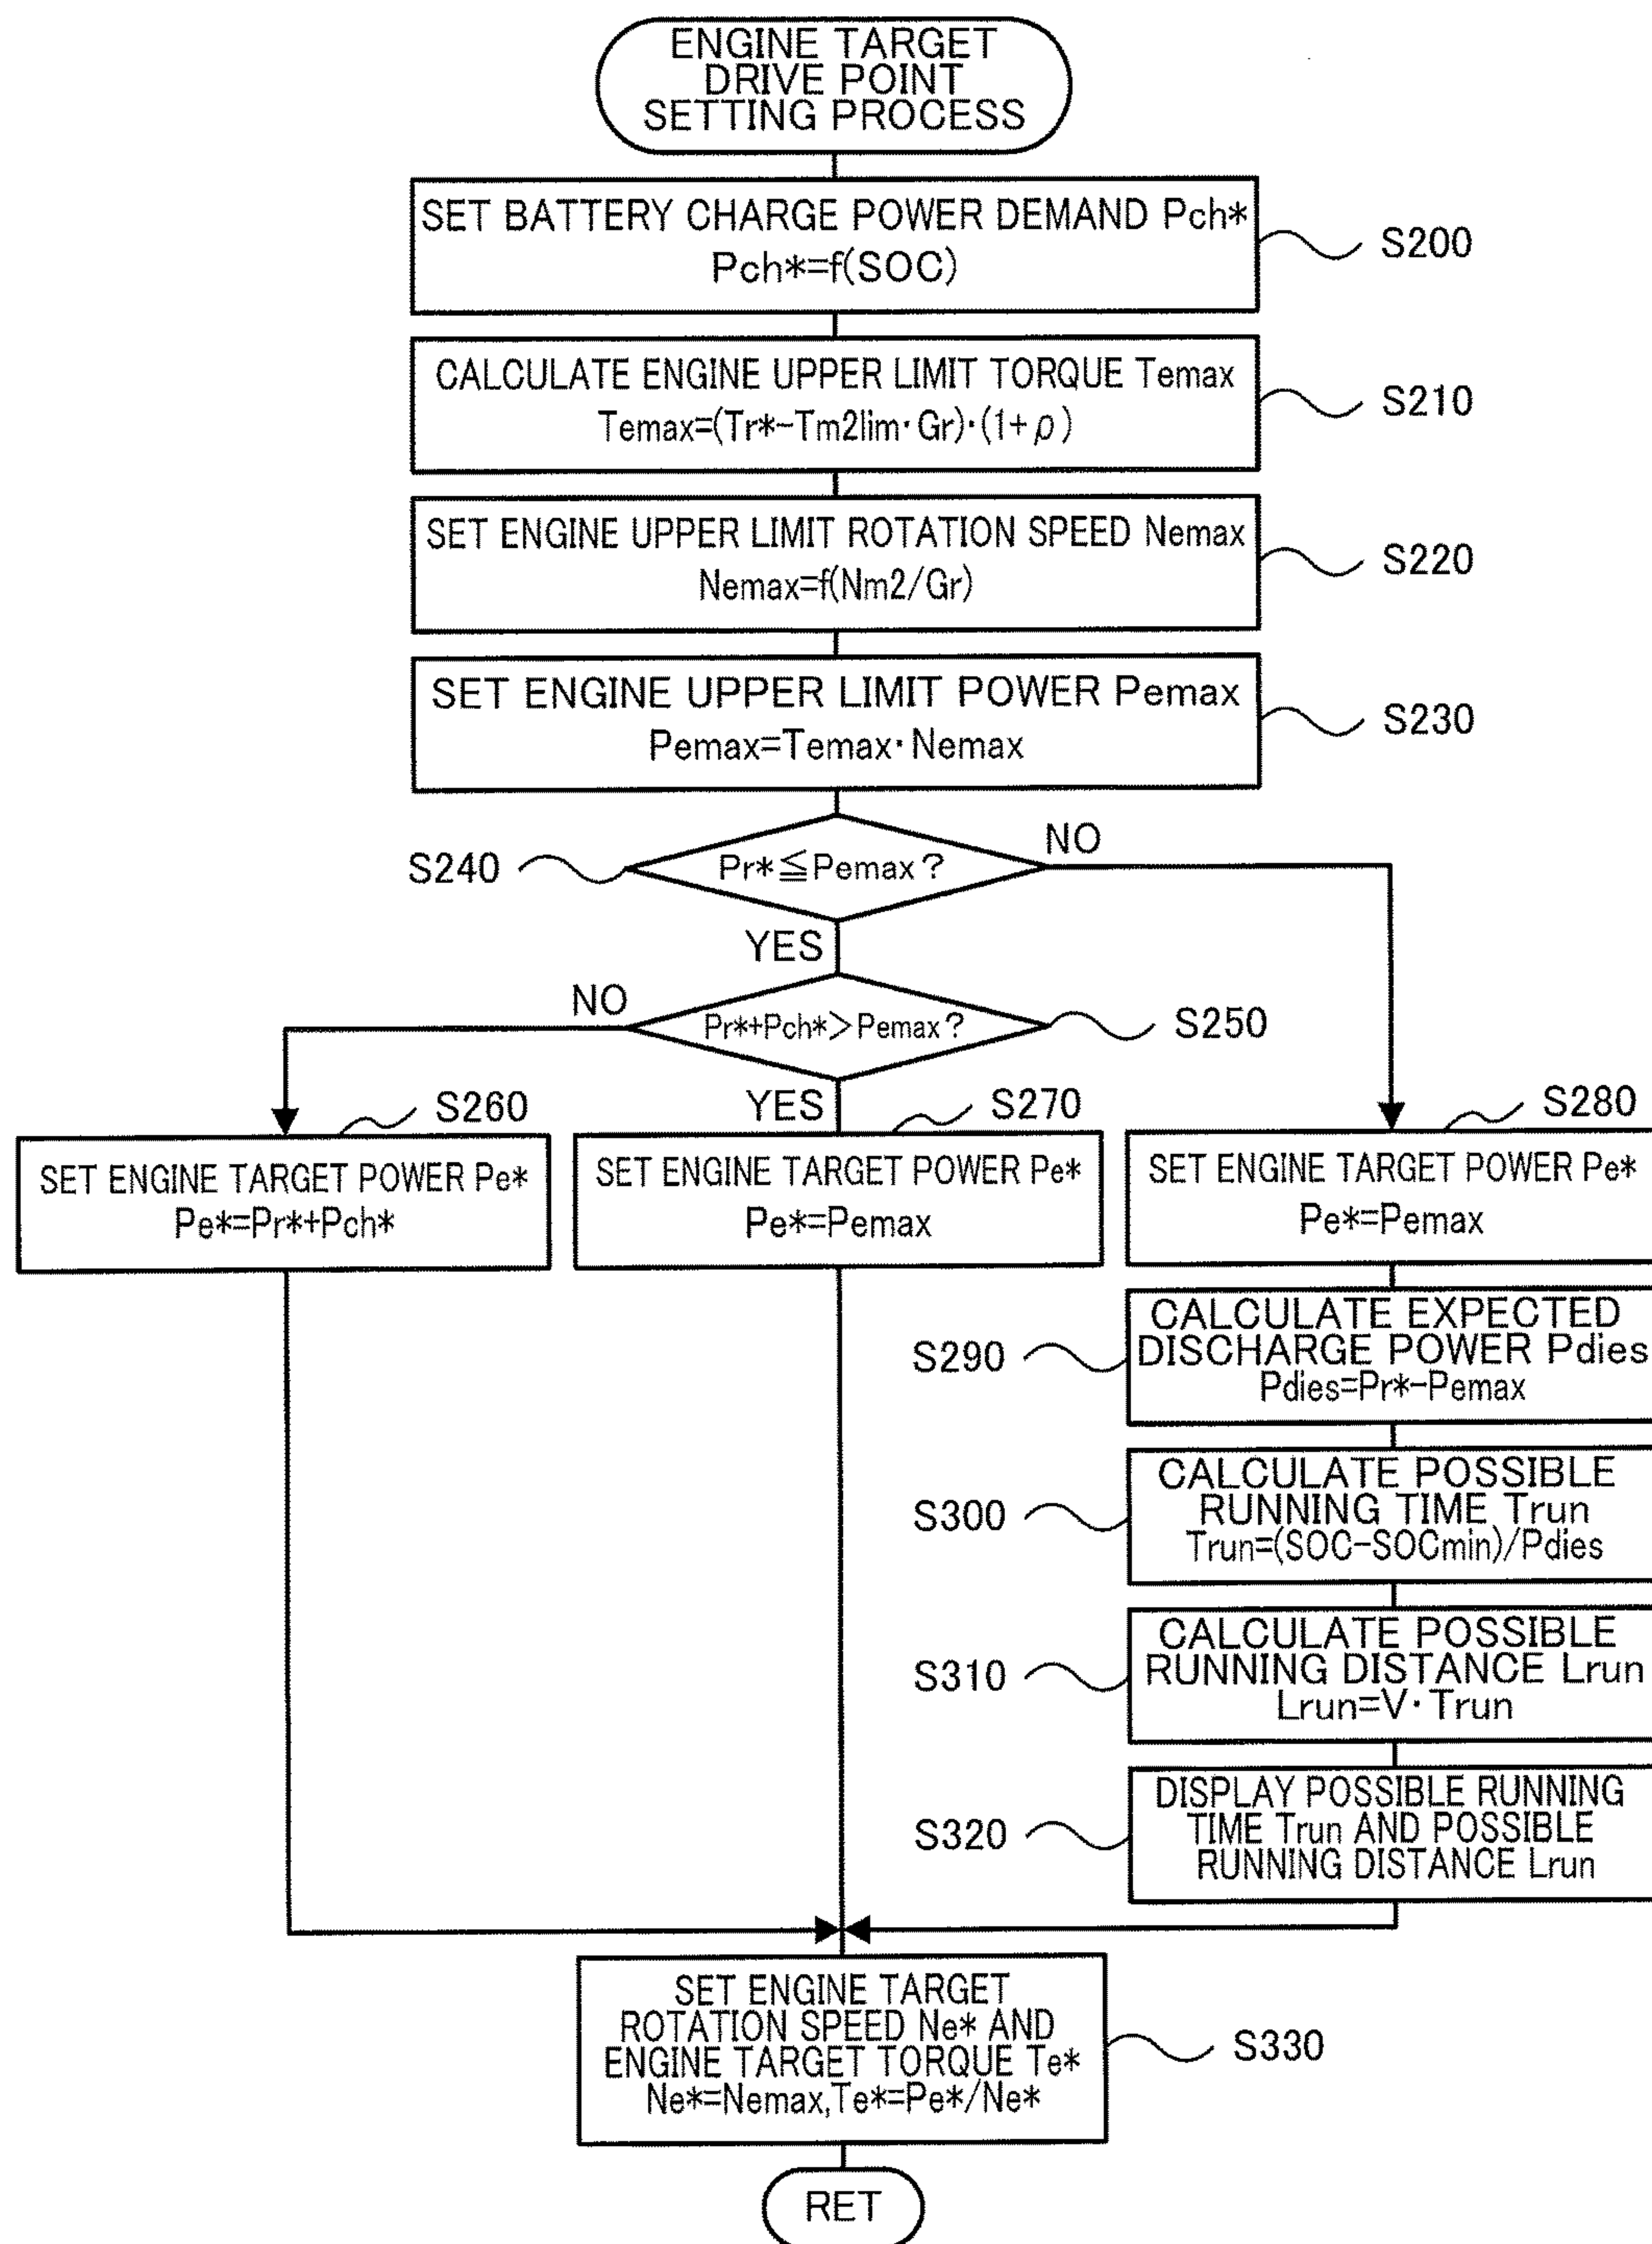 ENGINE TARGET
DRIVE POINT
SETTING PROCESS
SET BATTERY CHARGE POWER DEMAND Pch*
Pch*=f(SOC)
S200
CALCULATE ENGINE UPPER LIMIT TORQUE Temax
Temax=(Tr*-Tm2lim·Gr)·(1+ρ)
S210
SET ENGINE UPPER LIMIT ROTATION SPEED Nemax
Nemax=f(Nm2/Gr)
S220
SET ENGINE UPPER LIMIT POWER Pemax
Pemax=Temax·Nemax
S230
S240
Pr*≦Pemax?
NO
YES
NO
Pr*+Pch*>Pemax?
S250
YES
S260
SET ENGINE TARGET POWER Pe*
Pe*=Pr*+Pch*
S270
SET ENGINE TARGET POWER Pe*
Pe*=Pemax
S280
SET ENGINE TARGET POWER Pe*
Pe*=Pemax
S290
CALCULATE EXPECTED
DISCHARGE POWER Pdies
Pdies=Pr*-Pemax
S300
CALCULATE POSSIBLE
RUNNING TIME Trun
Trun=(SOC-SOCmin)/Pdies
S310
CALCULATE POSSIBLE
RUNNING DISTANCE Lrun
Lrun=V·Trun
S320
DISPLAY POSSIBLE RUNNING
TIME Trun AND POSSIBLE
RUNNING DISTANCE Lrun
SET ENGINE TARGET
ROTATION SPEED Ne* AND
ENGINE TARGET TORQUE Te*
Ne*=Nemax,Te*=Pe*/Ne*
S330
RET